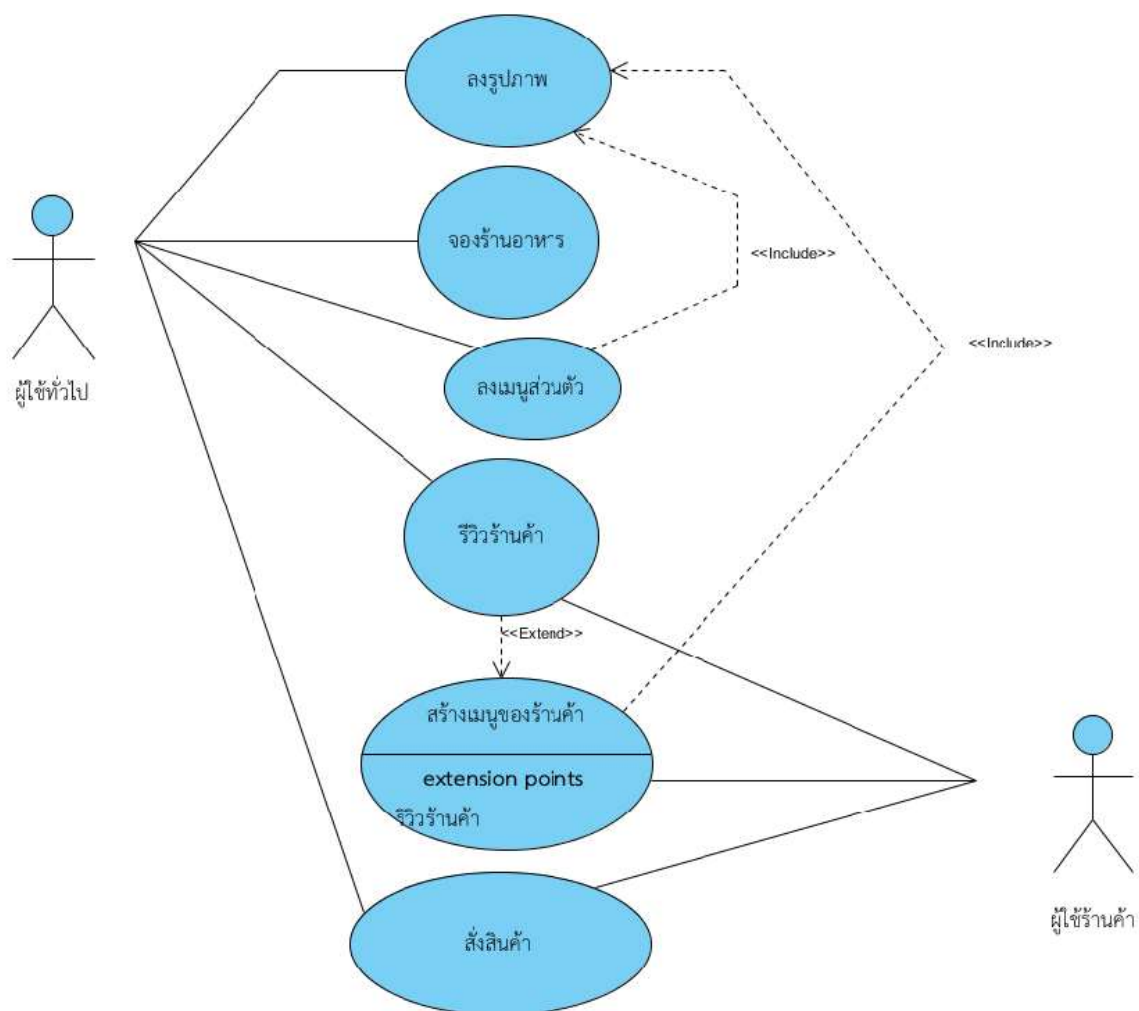 ลงรูปภาพ
จองร้านอาหาร
<<Include>>
<<Include>>
ผู้ใช้ทั่วไป
ลงเมนูส่วนตัว
รีวิวร้านค้า
<<Extend>>
สร้างเมนูของร้านค้า
extension points
รีวิวร้านค้า
ผู้ใช้ร้านค้า
สั่งสินค้า